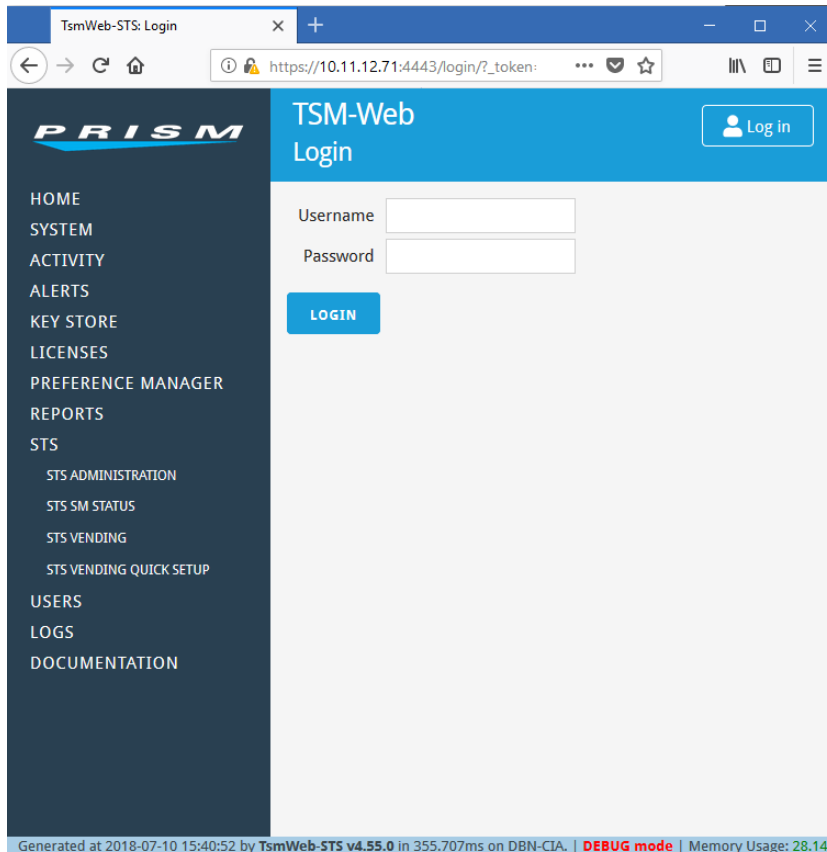 TsmWeb-STS: Login
https://10.11.12.71:4443/login/?_token:
PRISM
TSM-Web
Login
Log in
HOME
SYSTEM
ACTIVITY
ALERTS
KEY STORE
LICENSES
PREFERENCE MANAGER
REPORTS
STS
STS ADMINISTRATION
STS SM STATUS
STS VENDING
STS VENDING QUICK SETUP
USERS
LOGS
DOCUMENTATION
Username
Password
LOGIN
Generated at 2018-07-10 15:40:52 by TsmWeb-STS v4.55.0 in 355.707ms on DBN-CIA. | DEBUG mode | Memory Usage: 28.14